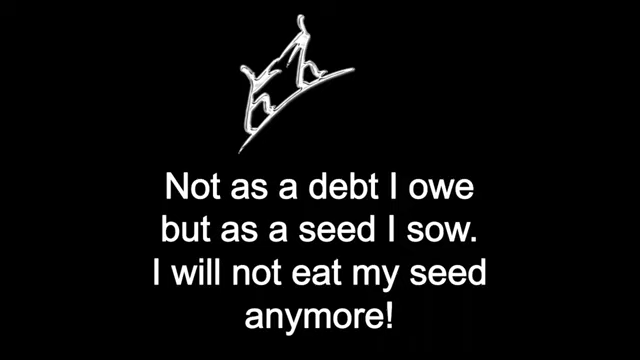 Not as a debt I owe
but as a seed I sow.
I will not eat my seed
anymore!